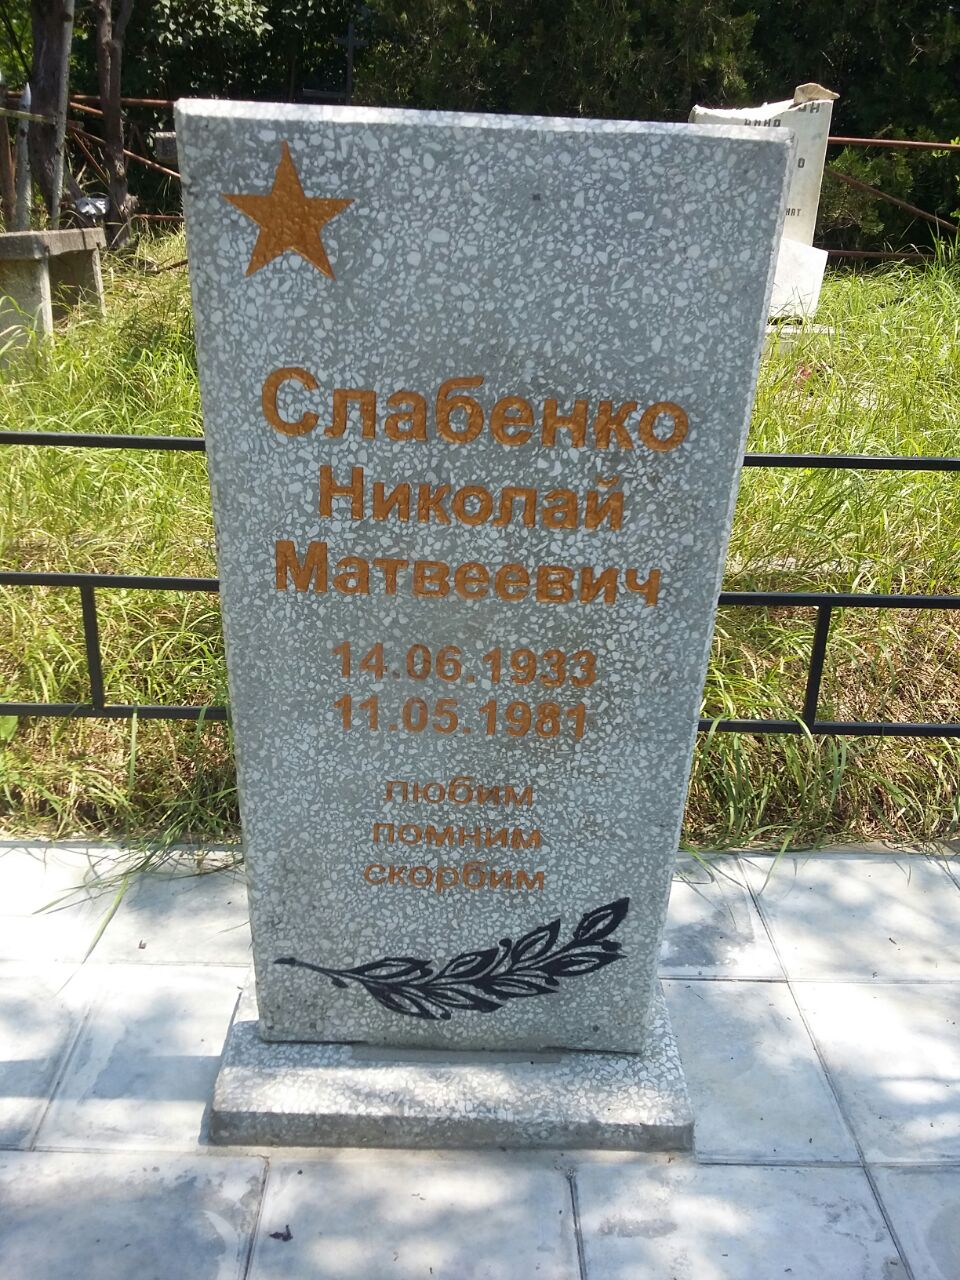 Слабенко
Николай
Матвеевич
14.06.1933
11.05.1981
любим
помним
скорбим